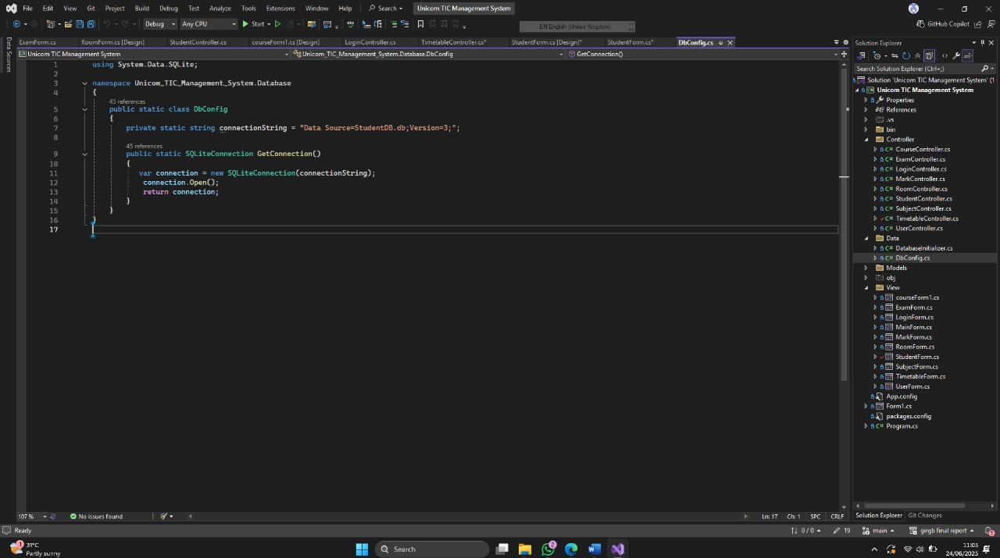 File Edit View Git Project Build Debug Test Analyze Tools Extensions Window Help Search Unicom TIC Management System
Debug Any CPU Start EN English (United Kingdom) GitHub Copilot
ExamForm.cs RoomForm.cs [Design] StudentController.cs courseForm1.cs [Design] LoginController.cs TimetableController.cs* StudentForm.cs [Design]* StudentForm.cs* DbConfig.cs
Data Sources
Unicom TIC Management System Unicom_TIC_Management_System.Database.DbConfig GetConnection()
1 using System.Data.SQLite;
2
3 namespace Unicom_TIC_Management_System.Database
4 {
45 references
5 public static class DbConfig
6 {
7 private static string connectionString = "Data Source=StudentDB.db;Version=3;";
8
45 references
9 public static SQLiteConnection GetConnection()
10 {
11 var connection = new SQLiteConnection(connectionString);
12 connection.Open();
13 return connection;
14 }
15 }
16 }
17
107 % No issues found Ln: 17 Ch: 1 SPC CRLF
Solution Explorer
Search Solution Explorer (Ctrl+;)
Solution 'Unicom TIC Management System' (1
Unicom TIC Management System
Properties
References
.vs
bin
Controller
C# CourseController.cs
C# ExamController.cs
C# LoginController.cs
C# MarkController.cs
C# RoomController.cs
C# StudentController.cs
C# SubjectController.cs
C# TimetableController.cs
C# UserController.cs
Data
C# DatabaseInitializer.cs
C# DbConfig.cs
Models
obj
View
courseForm1.cs
ExamForm.cs
LoginForm.cs
MainForm.cs
MarkForm.cs
RoomForm.cs
StudentForm.cs
SubjectForm.cs
TimetableForm.cs
UserForm.cs
App.config
Form1.cs
packages.config
C# Program.cs
Solution Explorer Git Changes
Ready 0 / 0 19 main girgb final report 1
1 31°C
Partly sunny
Search
2
11:05
24/06/2025